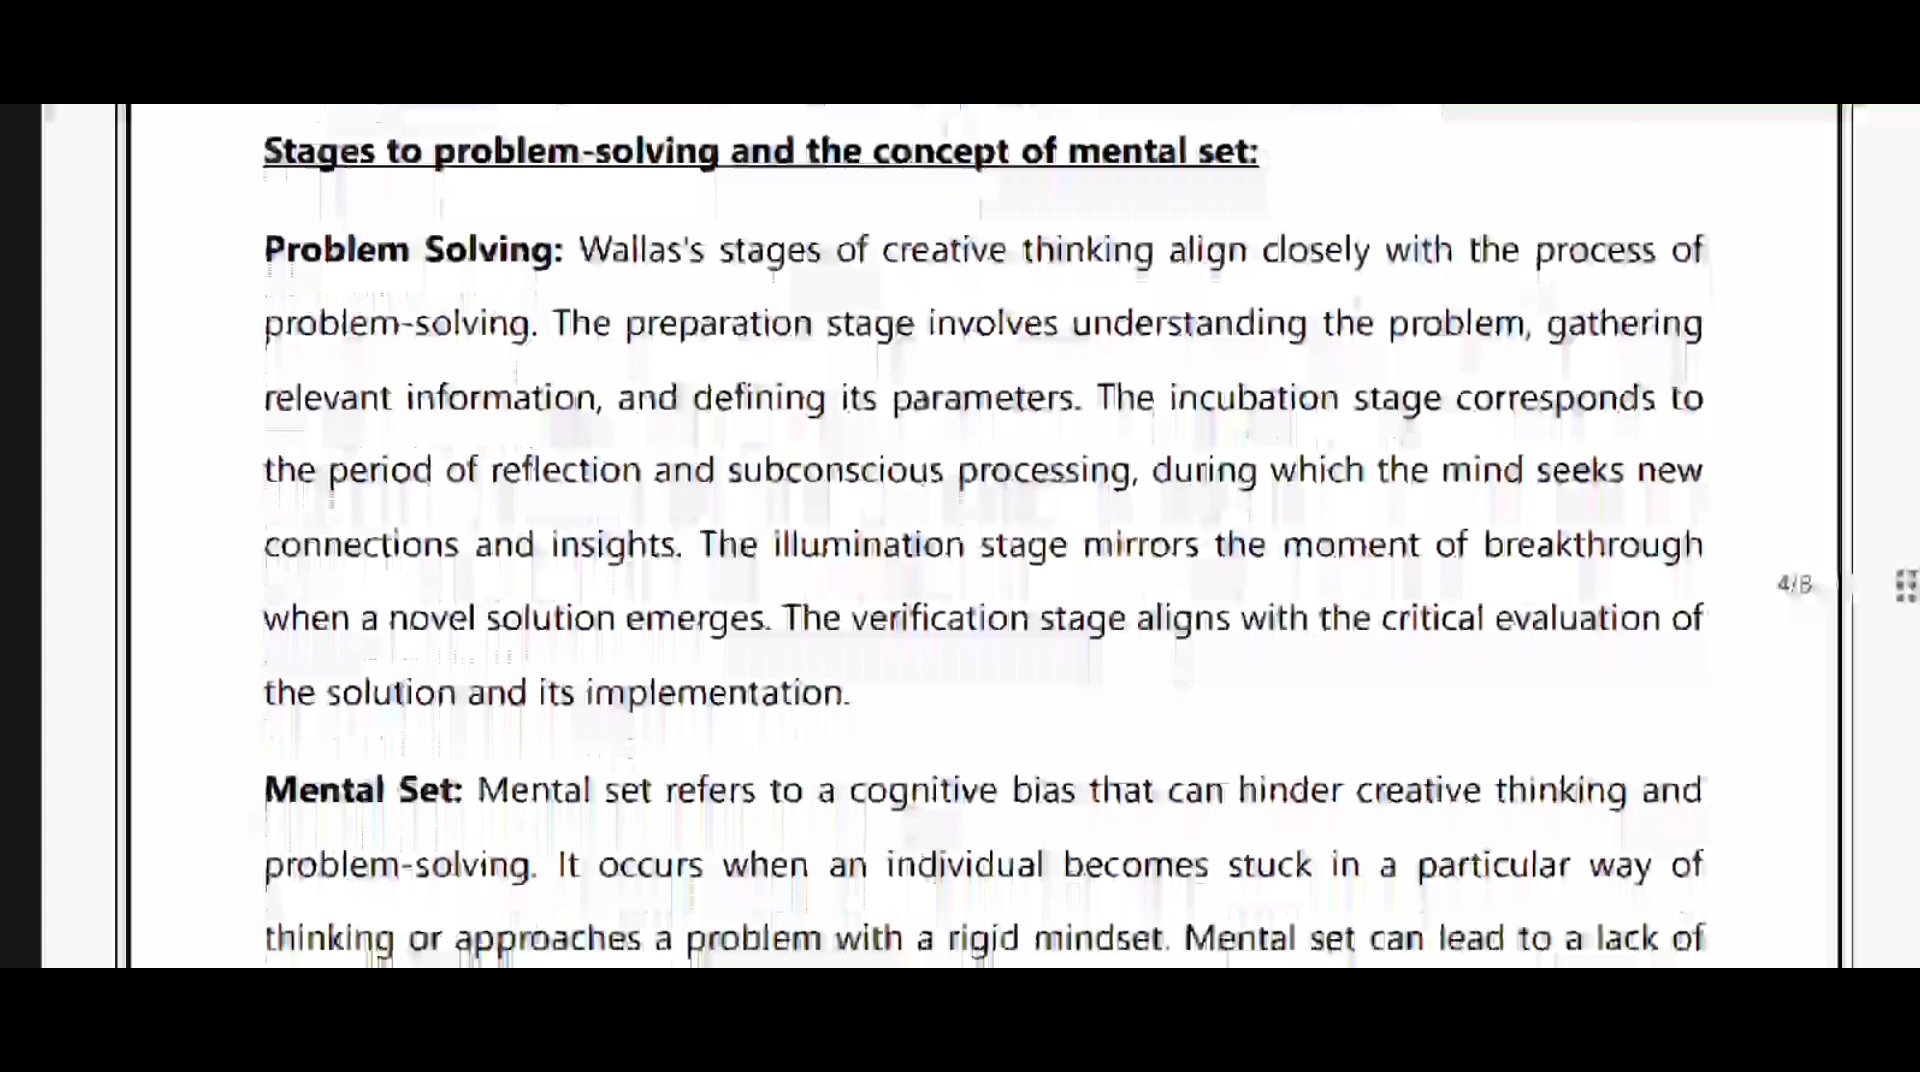 Stages to problem-solving and the concept of mental set:
Problem Solving: Wallas's stages of creative thinking align closely with the process of
problem-solving. The preparation stage involves understanding the problem, gathering
relevant information, and defining its parameters. The incubation stage corresponds to
the period of reflection and subconscious processing, during which the mind seeks new
connections and insights. The illumination stage mirrors the moment of breakthrough
when a novel solution emerges. The verification stage aligns with the critical evaluation of
the solution and its implementation.
4/8
Mental Set: Mental set refers to a cognitive bias that can hinder creative thinking and
problem-solving. It occurs when an individual becomes stuck in a particular way of
thinking or approaches a problem with a rigid mindset. Mental set can lead to a lack of